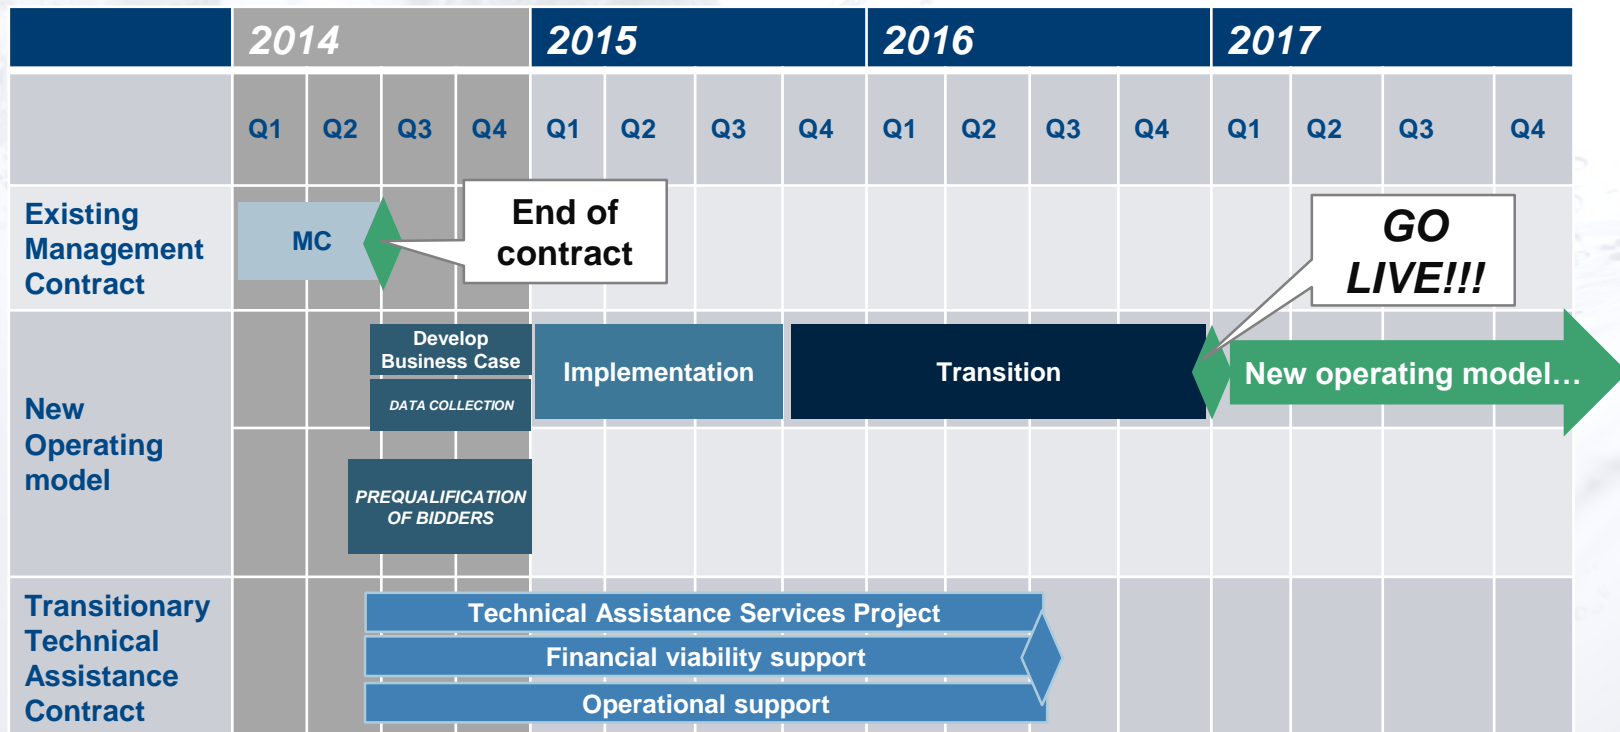 2014 2015 2016 2017
Q1 Q2 Q3 Q4 Q1 Q2 Q3 Q4 Q1 Q2 Q3 Q4 Q1 Q2 Q3 Q4
Existing
Management
Contract
MC
End of
contract
GO
LIVE!!!
New
Operating
model
Develop
Business Case
DATA COLLECTION
Implementation
Transition
New operating model…
PREQUALIFICATION
OF BIDDERS
Transitionary
Technical
Assistance
Contract
Technical Assistance Services Project
Financial viability support
Operational support